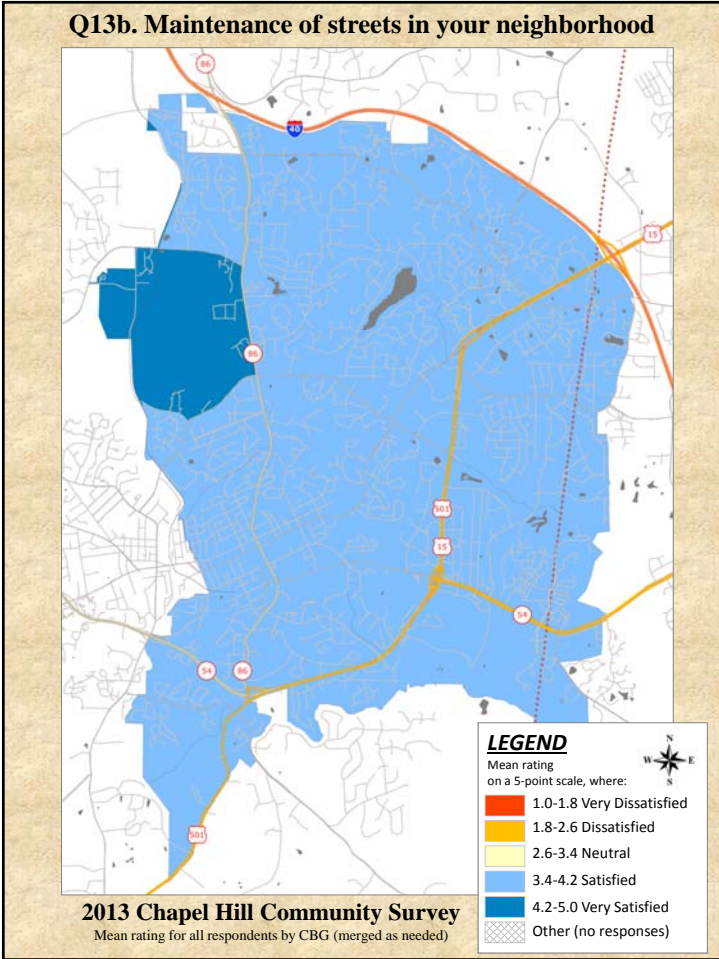 Q13b. Maintenance of streets in your neighborhood
86
40
15
86
501
15
54
54
86
501
LEGEND
Mean rating
on a 5-point scale, where:
N
W E
S
1.0-1.8 Very Dissatisfied
1.8-2.6 Dissatisfied
2.6-3.4 Neutral
3.4-4.2 Satisfied
4.2-5.0 Very Satisfied
Other (no responses)
2013 Chapel Hill Community Survey
Mean rating for all respondents by CBG (merged as needed)